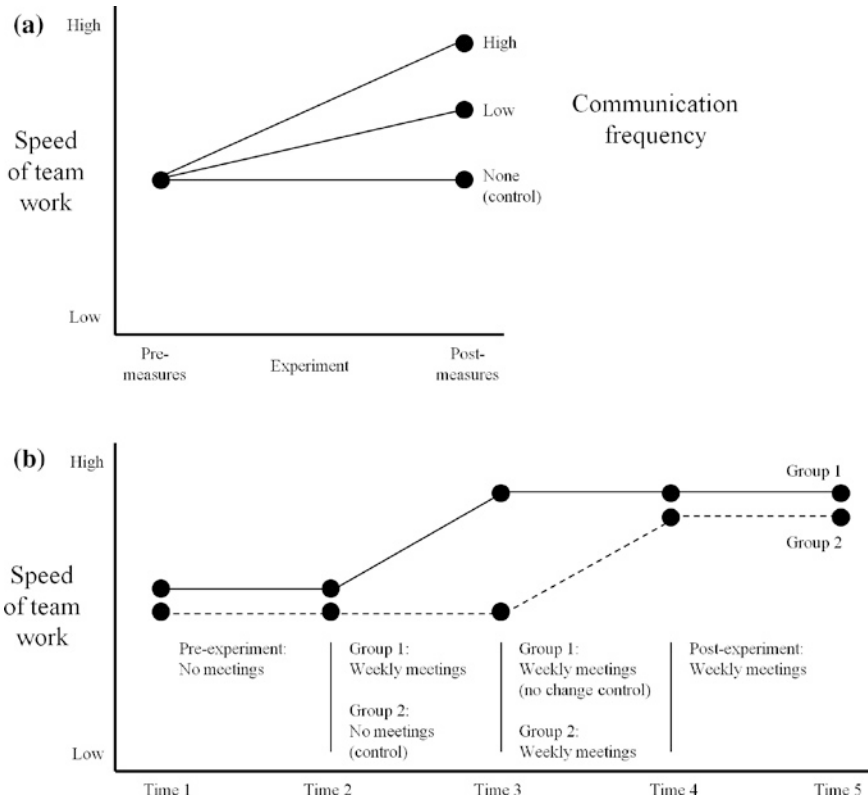 (a)
High
High
Low
Communication
frequency
Speed
of team
work
None
(control)
Low
Pre-
measures
Experiment
Post-
measures
(b)
High
Group 1
Group 2
Speed
of team
work
Pre-experiment:
No meetings
Group 1:
Weekly meetings
Group 2:
No meetings
(control)
Group 1:
Weekly meetings
(no change control)
Group 2:
Weekly meetings
Post-experiment:
Weekly meetings
Low
Time 1
Time 2
Time 3
Time 4
Time 5